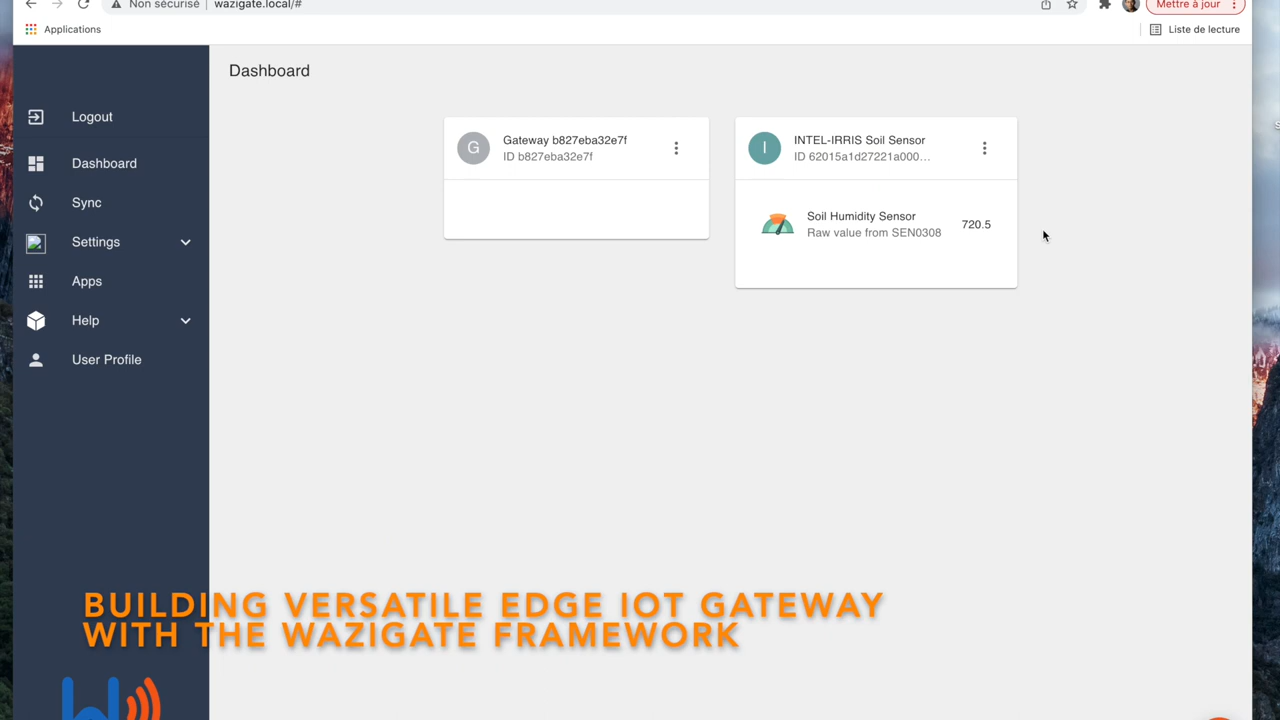 Non sécurisé
wazigate.local/#
Mettre à jour
Applications
Liste de lecture
Dashboard
Logout
Dashboard
Sync
Settings
Apps
Help
User Profile
G
Gateway b827eba32e7f
ID b827eba32e7f
I
INTEL-IRRIS Soil Sensor
ID 62015a1d27221a000...
Soil Humidity Sensor
Raw value from SEN0308
720.5
BUILDING VERSATILE EDGE IOT GATEWAY
WITH THE WAZIGATE FRAMEWORK